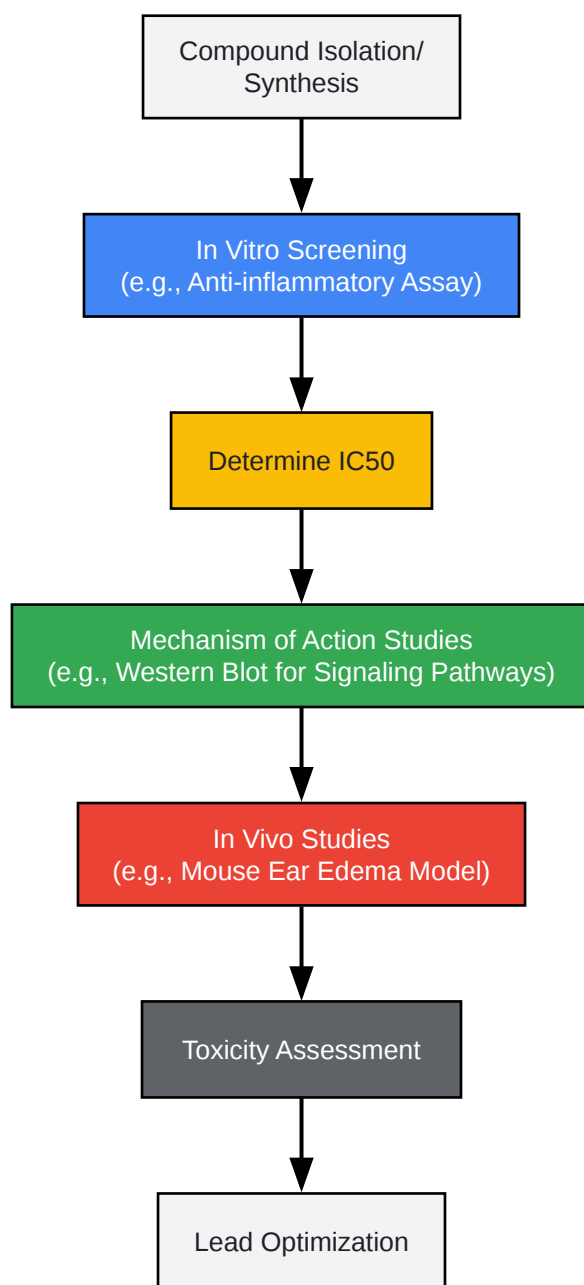 Compound Isolation/
Synthesis
In Vitro Screening
(e.g., Anti-inflammatory Assay)
Determine IC50
Mechanism of Action Studies
(e.g., Western Blot for Signaling Pathways)
In Vivo Studies
(e.g., Mouse Ear Edema Model)
Toxicity Assessment
Lead Optimization